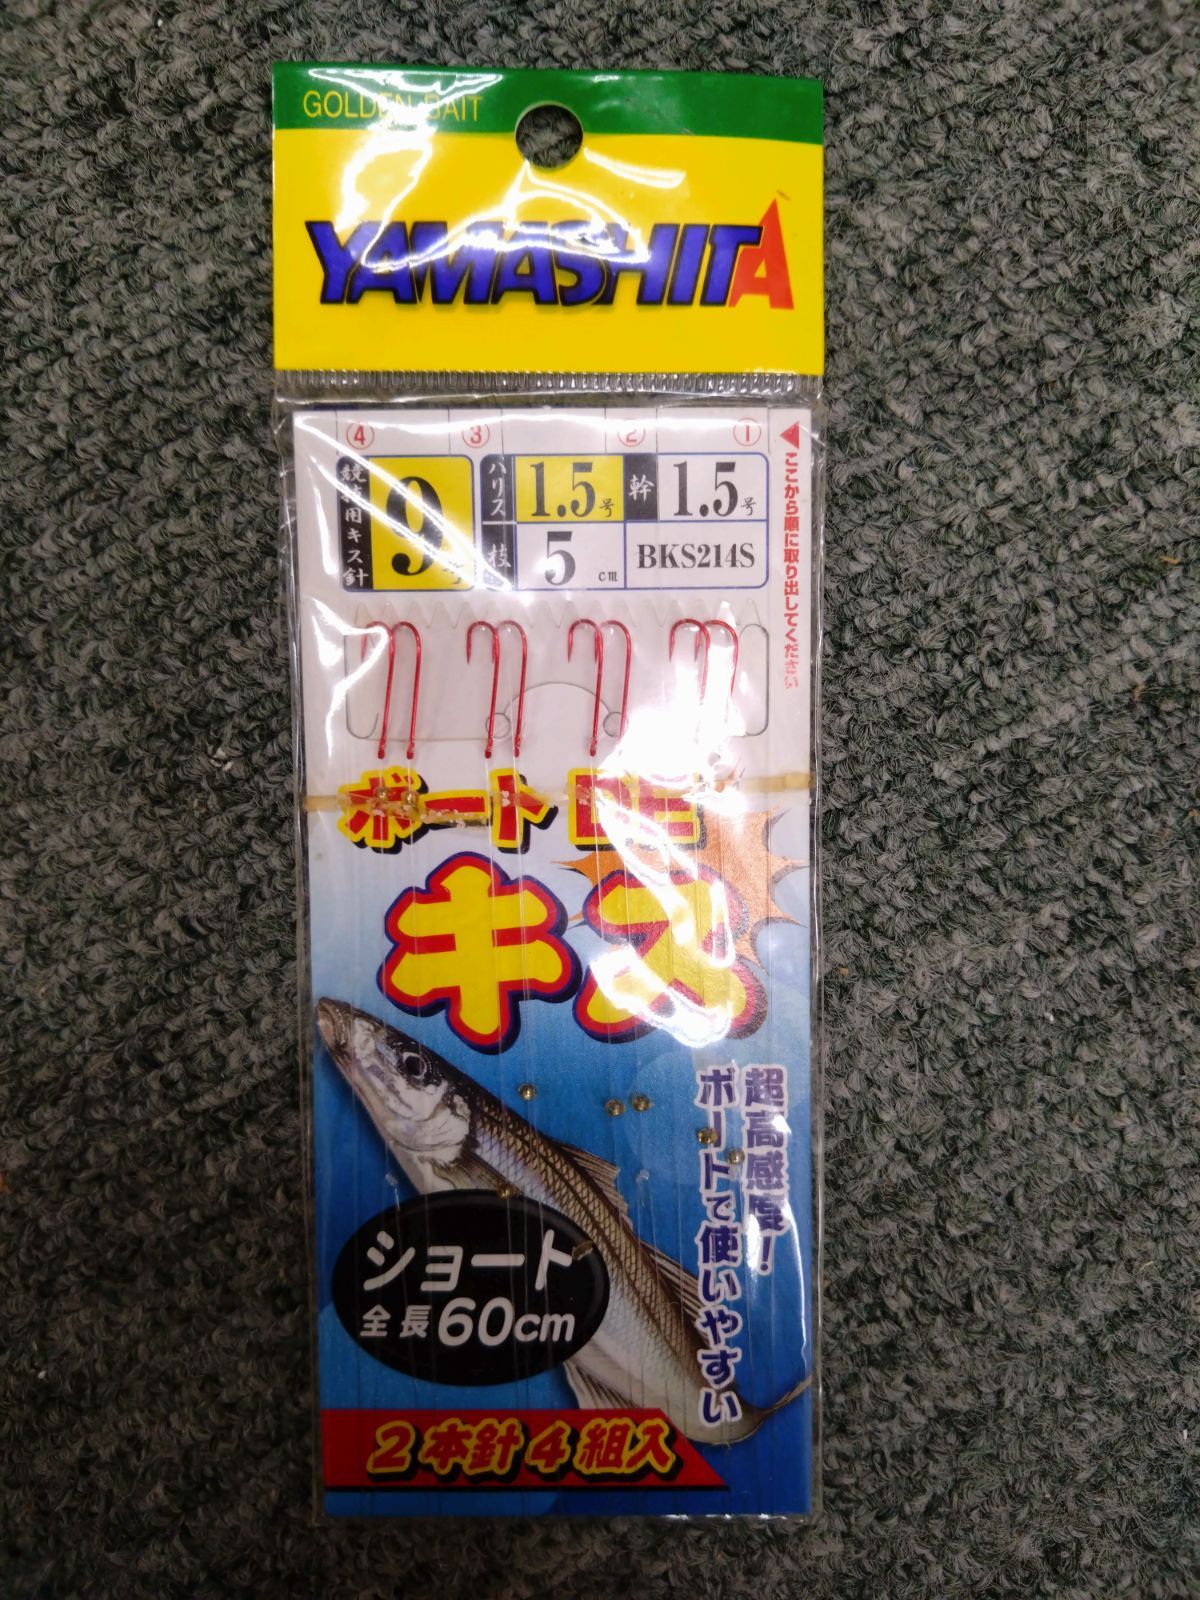 GOLDEN BAIT
YAMASHITA
④ ③ ② ①
ここから順に取り出してください
競技用キス針 9号
ハリス 1.5号 幹 1.5号
枝 5cm BKS214S
ボートDE
キス
超高感度!
ボートで使いやすい
ショート
全長60cm
2本針4組入